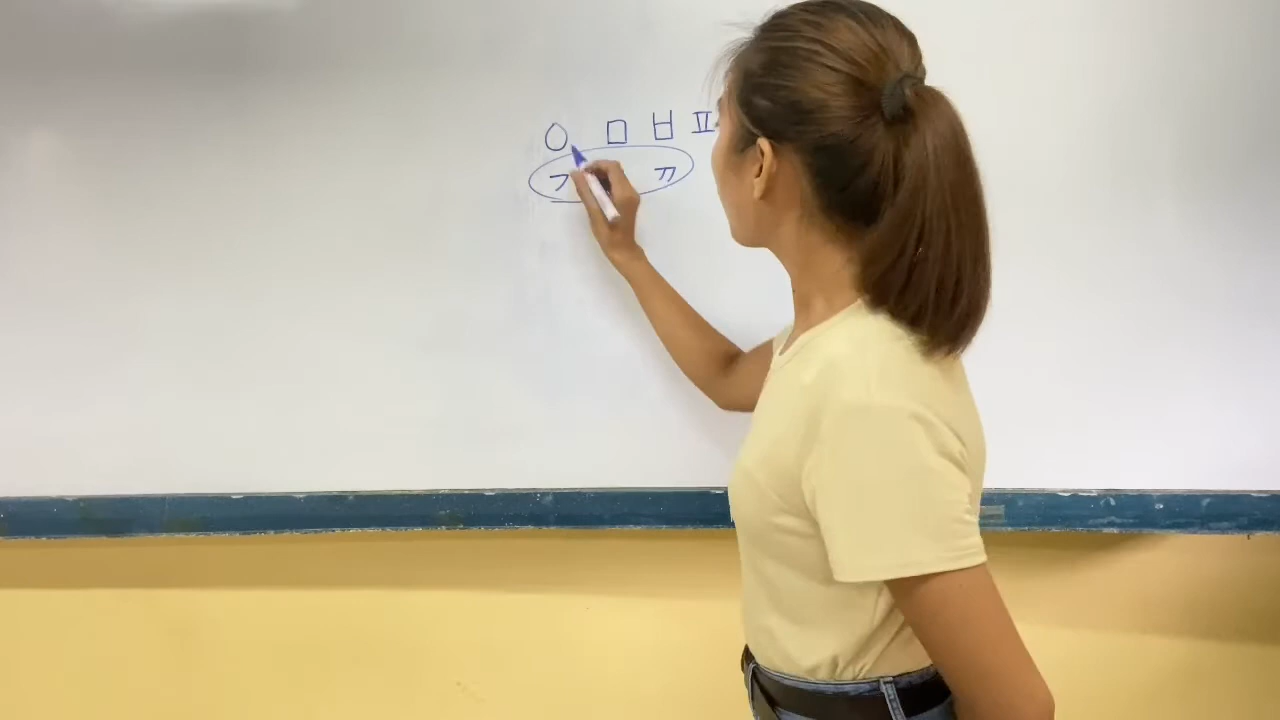 ㅇ ㅁ ㅂ ㅍ
ㄱ ㄲ